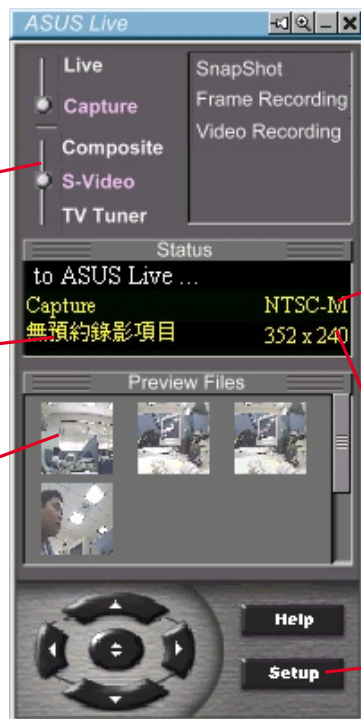 ASUS Live
Live
Capture
Composite
S-Video
TV Tuner
SnapShot
Frame Recording
Video Recording
Status
to ASUS Live ...
Capture NTSC-M
無預約錄影項目 352 x 240
Preview Files
Help
Setup